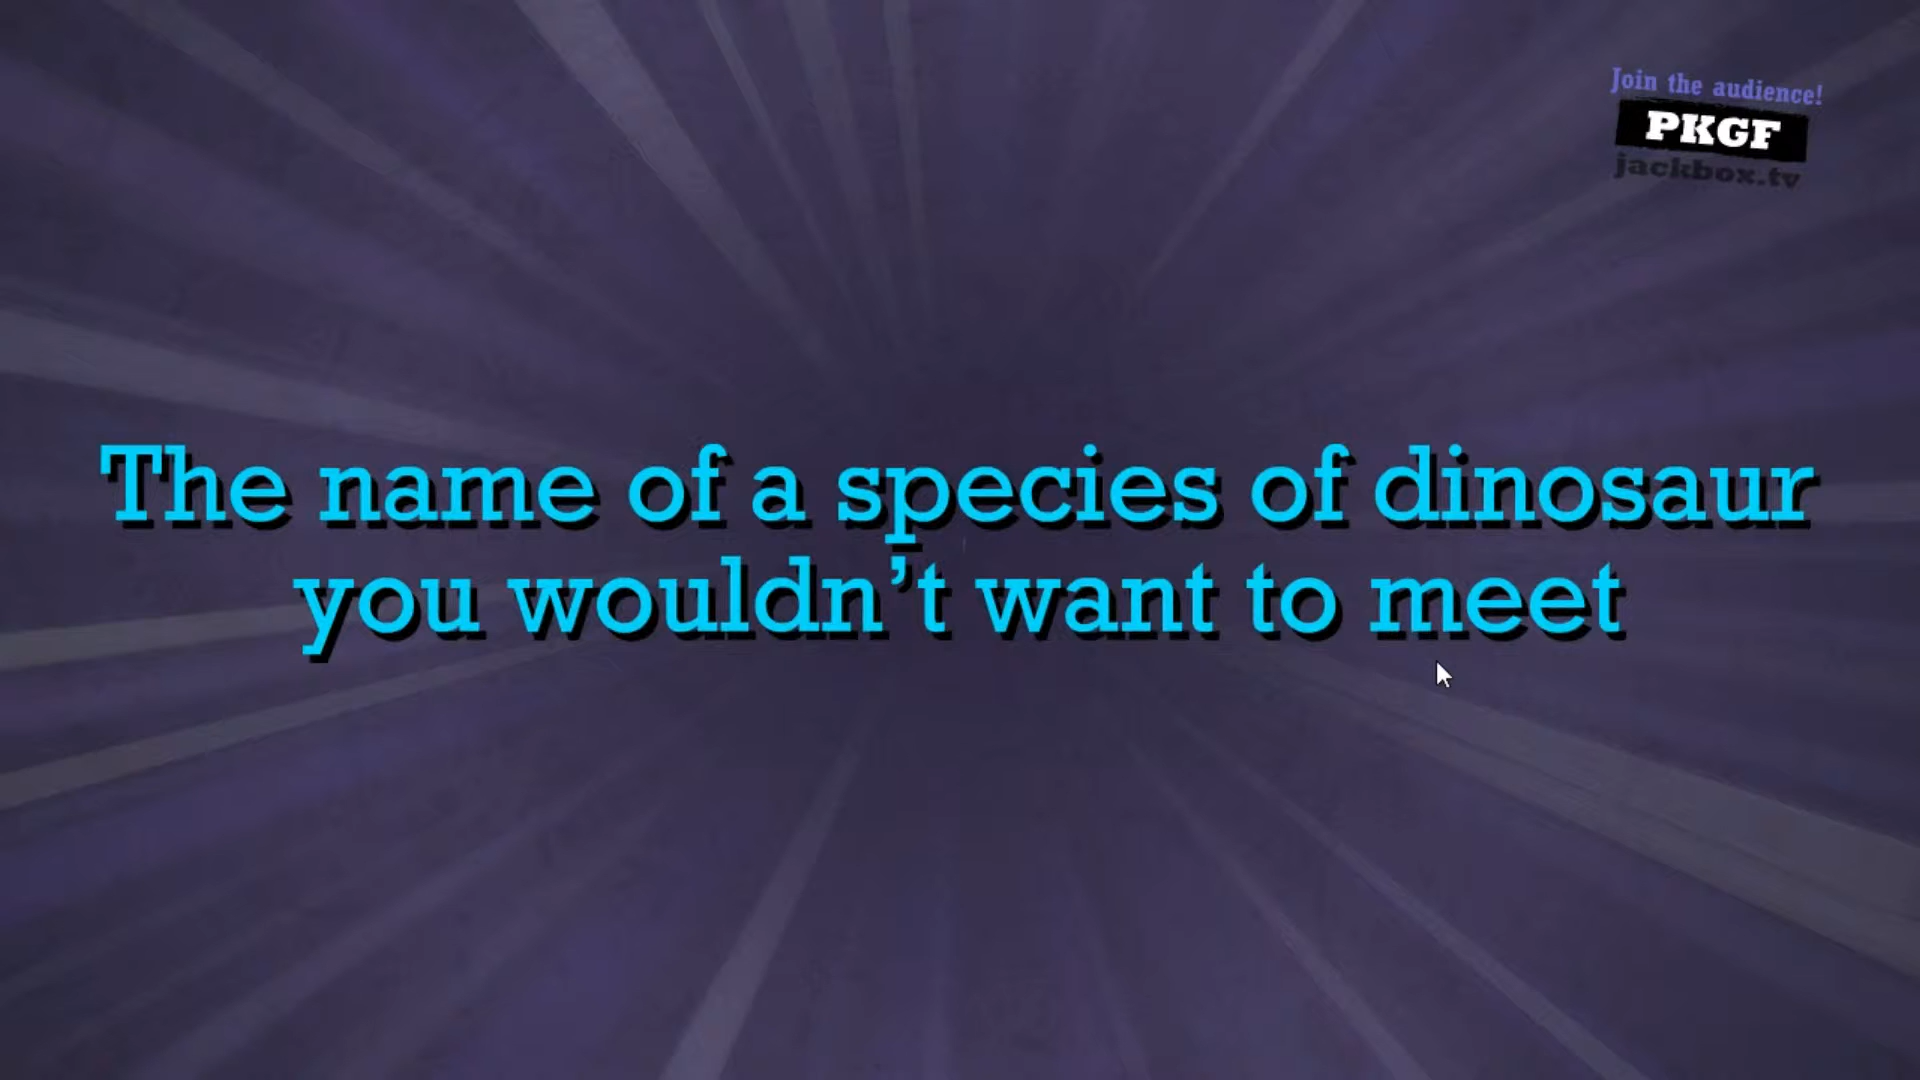 Join the audience!
PKGF
jackbox.tv
The name of a species of dinosaur
you wouldn't want to meet